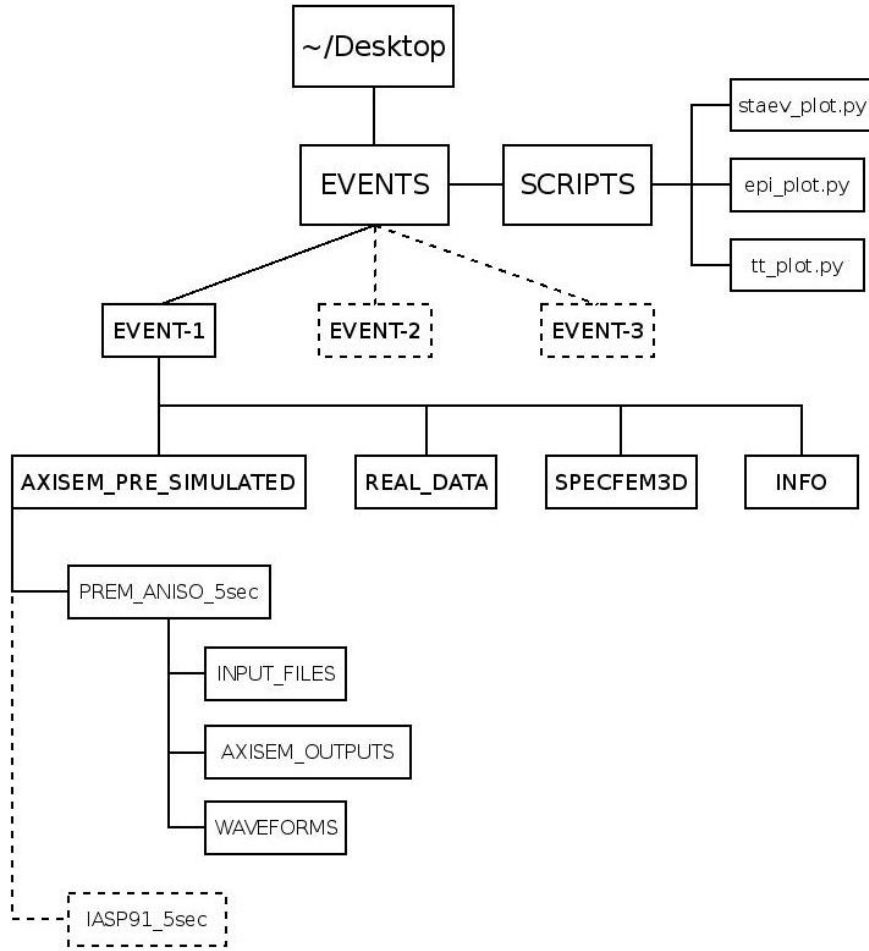 ~/Desktop
EVENTS
SCRIPTS
staev_plot.py
epi_plot.py
tt_plot.py
EVENT-1
EVENT-2
EVENT-3
AXISEM_PRE_SIMULATED
REAL_DATA
SPECFEM3D
INFO
PREM_ANISO_5sec
INPUT_FILES
AXISEM_OUTPUTS
WAVEFORMS
IASP91_5sec